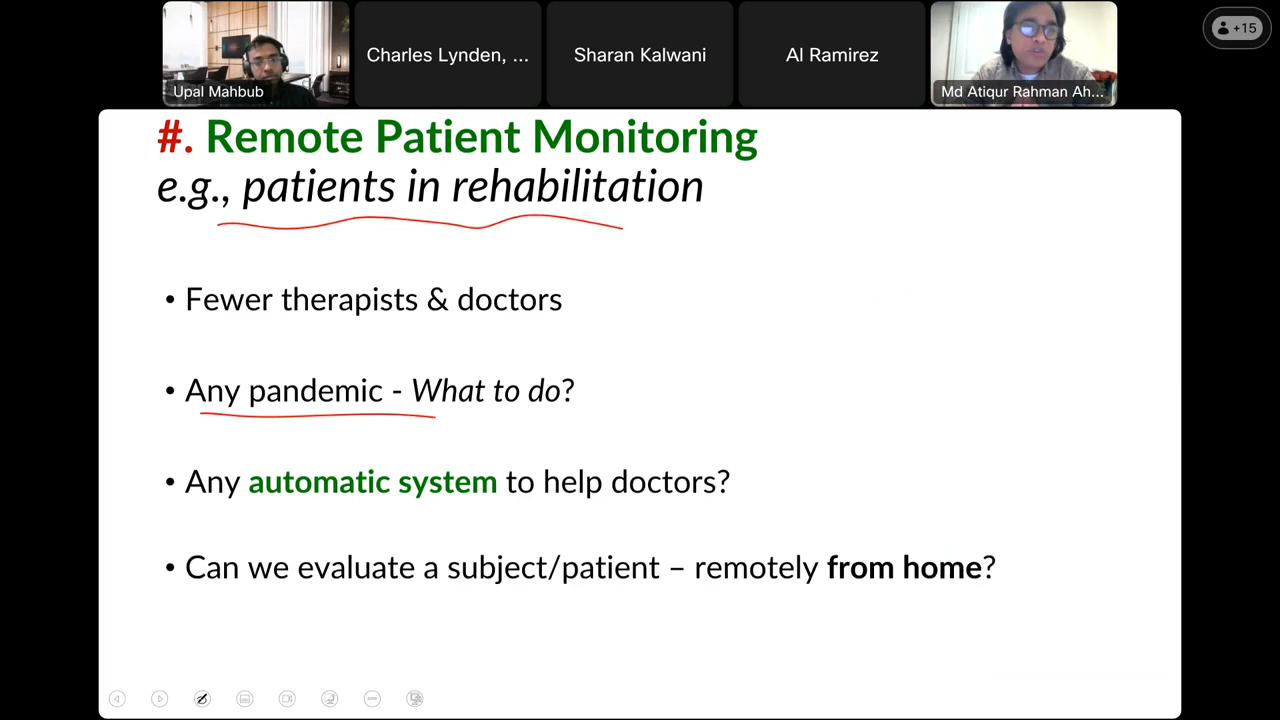 Charles Lynden, ...
Sharan Kalwani
Al Ramirez
+15
Upal Mahbub
Md Atiqur Rahman Ah...
#. Remote Patient Monitoring
e.g., patients in rehabilitation
• Fewer therapists & doctors
• Any pandemic - What to do?
• Any automatic system to help doctors?
• Can we evaluate a subject/patient – remotely from home?